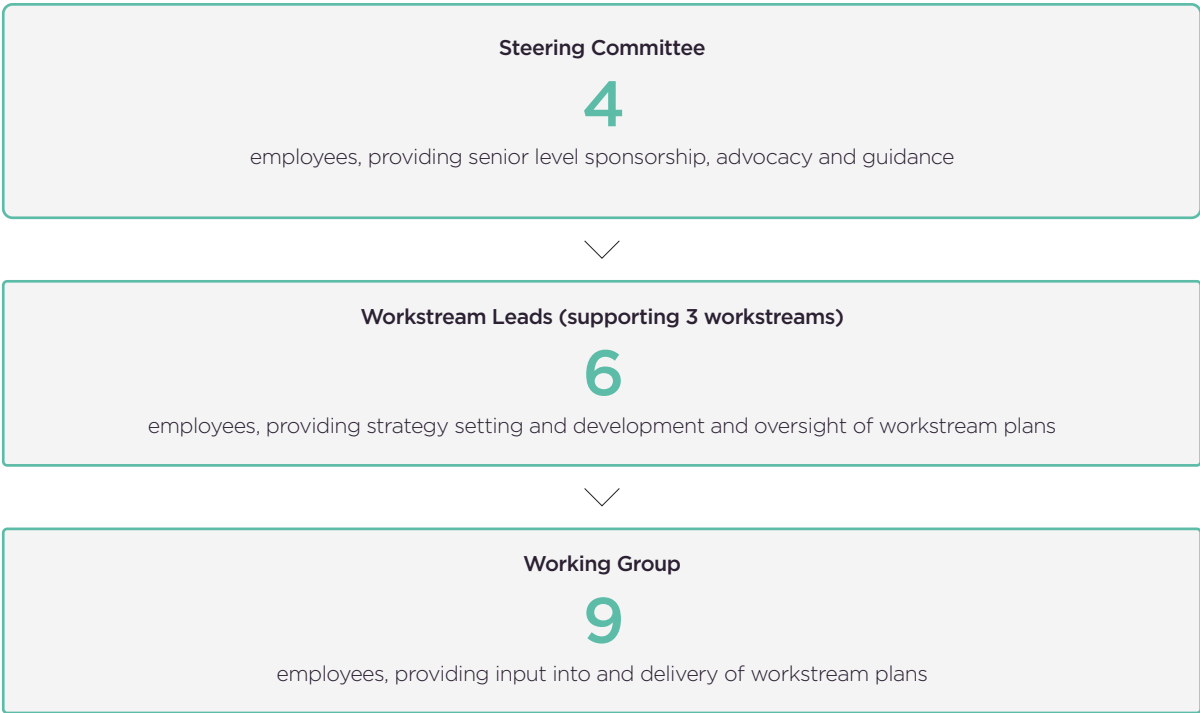 Steering Committee
4
employees, providing senior level sponsorship, advocacy and guidance
Workstream Leads (supporting 3 workstreams)
6
employees, providing strategy setting and development and oversight of workstream plans
Working Group
9
employees, providing input into and delivery of workstream plans